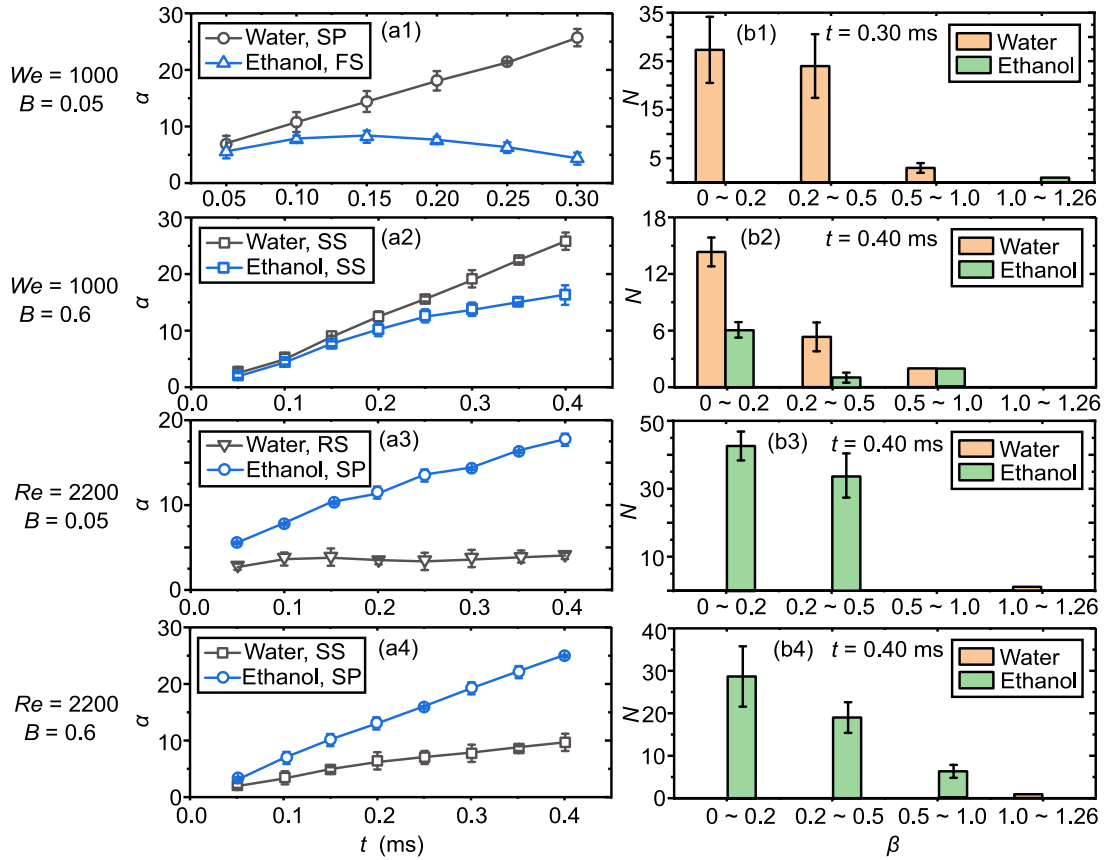 We = 1000
B = 0.05
α
30
20
10
0
Water, SP
Ethanol, FS
(a1)
0.05 0.10 0.15 0.20 0.25 0.30
N
35
25
15
5
(b1)
t = 0.30 ms
Water
Ethanol
0 ~ 0.2 0.2 ~ 0.5 0.5 ~ 1.0 1.0 ~ 1.26
We = 1000
B = 0.6
α
30
20
10
0
Water, SS
Ethanol, SS
(a2)
0.0 0.1 0.2 0.3 0.4
N
18
12
6
0
(b2)
t = 0.40 ms
Water
Ethanol
0 ~ 0.2 0.2 ~ 0.5 0.5 ~ 1.0 1.0 ~ 1.26
Re = 2200
B = 0.05
α
20
10
0
Water, RS
Ethanol, SP
(a3)
0.0 0.1 0.2 0.3 0.4
N
50
30
10
(b3)
t = 0.40 ms
Water
Ethanol
0 ~ 0.2 0.2 ~ 0.5 0.5 ~ 1.0 1.0 ~ 1.26
Re = 2200
B = 0.6
α
30
20
10
0
Water, SS
Ethanol, SP
(a4)
0.0 0.1 0.2 0.3 0.4
t (ms)
N
40
30
20
10
0
(b4)
t = 0.40 ms
Water
Ethanol
0 ~ 0.2 0.2 ~ 0.5 0.5 ~ 1.0 1.0 ~ 1.26
β